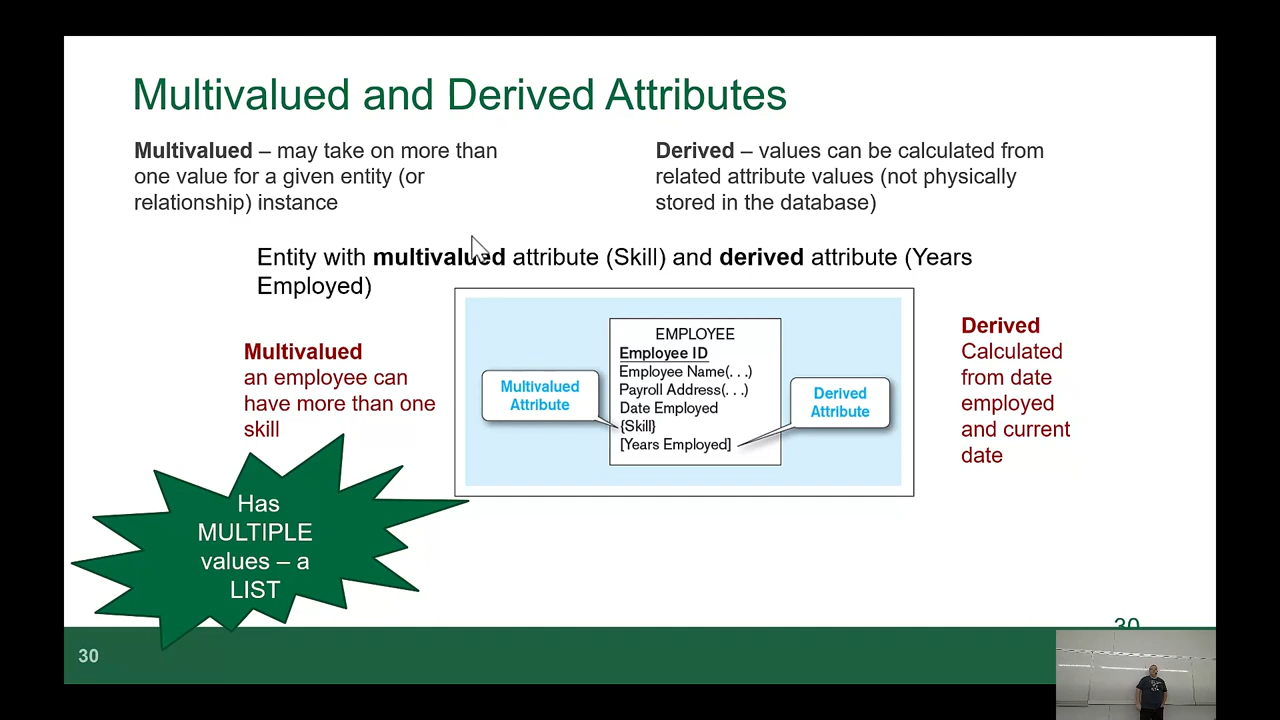 Multivalued and Derived Attributes
Multivalued – may take on more than
one value for a given entity (or
relationship) instance
Derived – values can be calculated from
related attribute values (not physically
stored in the database)
Entity with multivalued attribute (Skill) and derived attribute (Years
Employed)
Multivalued
an employee can
have more than one
skill
Has
MULTIPLE
values – a
LIST
Multivalued
Attribute
EMPLOYEE
Employee ID
Employee Name(. . .)
Payroll Address(. . .)
Date Employed
{Skill}
[Years Employed]
Derived
Attribute
Derived
Calculated
from date
employed
and current
date
30
30